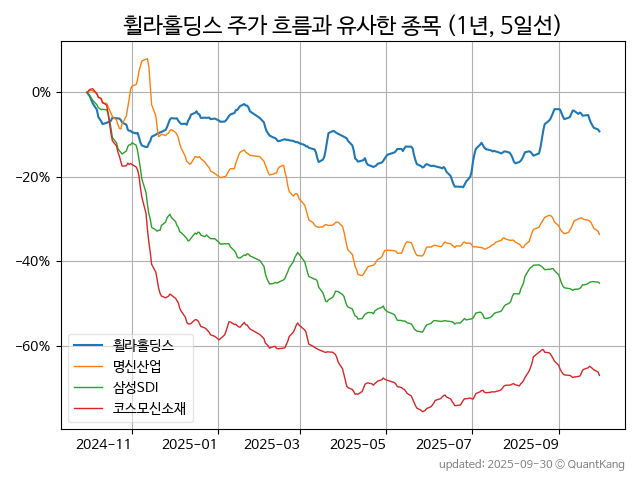 휠라홀딩스 주가 흐름과 유사한 종목 (1년, 5일선)
0%
−20%
−40%
−60%
휠라홀딩스
명신산업
삼성SDI
코스모신소재
2024-11 2025-01 2025-03 2025-05 2025-07 2025-09
updated: 2025-09-30 © QuantKang